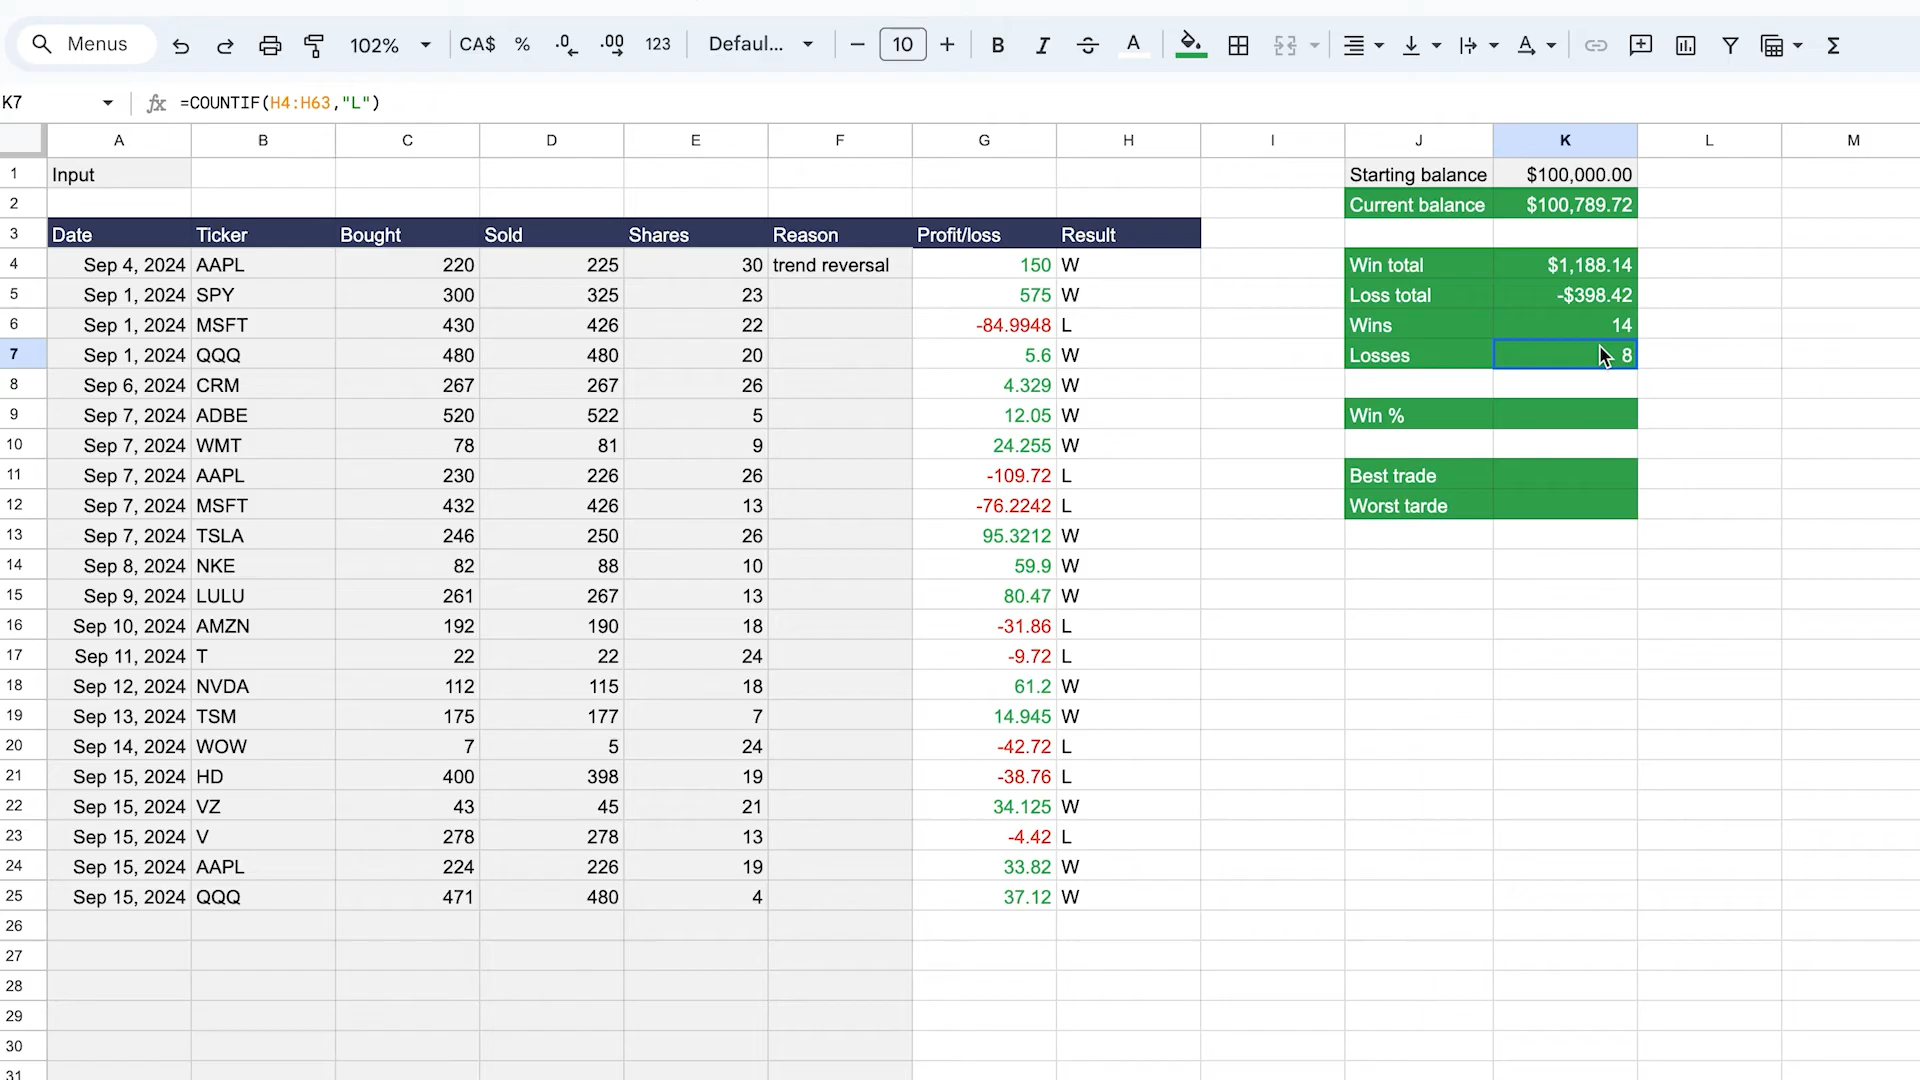 Menus 102% CA$ % .0 .00 123 Defaul... 10 B I S A A Σ
K7 fx =COUNTIF(H4:H63,"L")
A B C D E F G H I J K L M
1 Input Starting balance $100,000.00
2 Current balance $100,789.72
3 Date Ticker Bought Sold Shares Reason Profit/loss Result
4 Sep 4, 2024 AAPL 220 225 30 trend reversal 150 W Win total $1,188.14
5 Sep 1, 2024 SPY 300 325 23 575 W Loss total -$398.42
6 Sep 1, 2024 MSFT 430 426 22 -84.9948 L Wins 14
7 Sep 1, 2024 QQQ 480 480 20 5.6 W Losses 8
8 Sep 6, 2024 CRM 267 267 26 4.329 W
9 Sep 7, 2024 ADBE 520 522 5 12.05 W Win %
10 Sep 7, 2024 WMT 78 81 9 24.255 W
11 Sep 7, 2024 AAPL 230 226 26 -109.72 L Best trade
12 Sep 7, 2024 MSFT 432 426 13 -76.2242 L Worst tarde
13 Sep 7, 2024 TSLA 246 250 26 95.3212 W
14 Sep 8, 2024 NKE 82 88 10 59.9 W
15 Sep 9, 2024 LULU 261 267 13 80.47 W
16 Sep 10, 2024 AMZN 192 190 18 -31.86 L
17 Sep 11, 2024 T 22 22 24 -9.72 L
18 Sep 12, 2024 NVDA 112 115 18 61.2 W
19 Sep 13, 2024 TSM 175 177 7 14.945 W
20 Sep 14, 2024 WOW 7 5 24 -42.72 L
21 Sep 15, 2024 HD 400 398 19 -38.76 L
22 Sep 15, 2024 VZ 43 45 21 34.125 W
23 Sep 15, 2024 V 278 278 13 -4.42 L
24 Sep 15, 2024 AAPL 224 226 19 33.82 W
25 Sep 15, 2024 QQQ 471 480 4 37.12 W
26
27
28
29
30
31